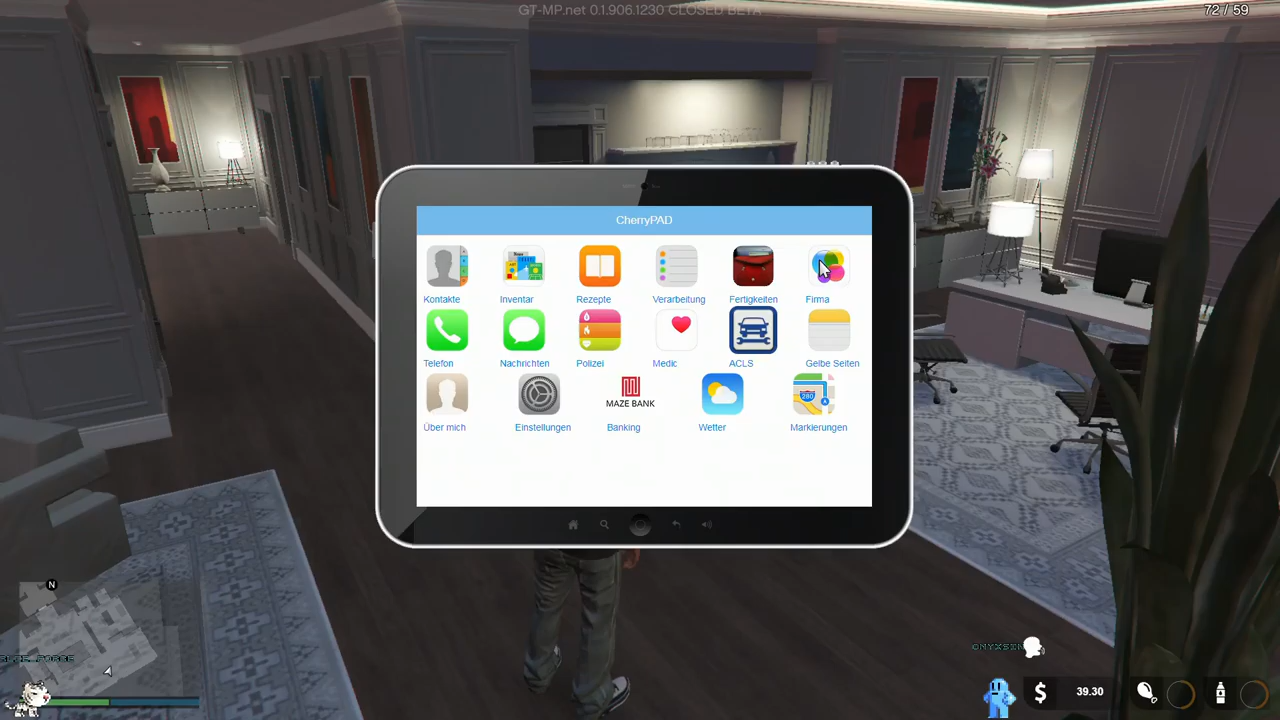 GT-MP.net 0.1.906.1230 CLOSED BETA
72 / 59
CherryPAD
Kontakte
Inventar
Rezepte
Verarbeitung
Fertigkeiten
Firma
Telefon
Nachrichten
Polizei
Medic
ACLS
Gelbe Seiten
280
MAZE BANK
Über mich
Einstellungen
Banking
Wetter
Markierungen
N
$ 39.30